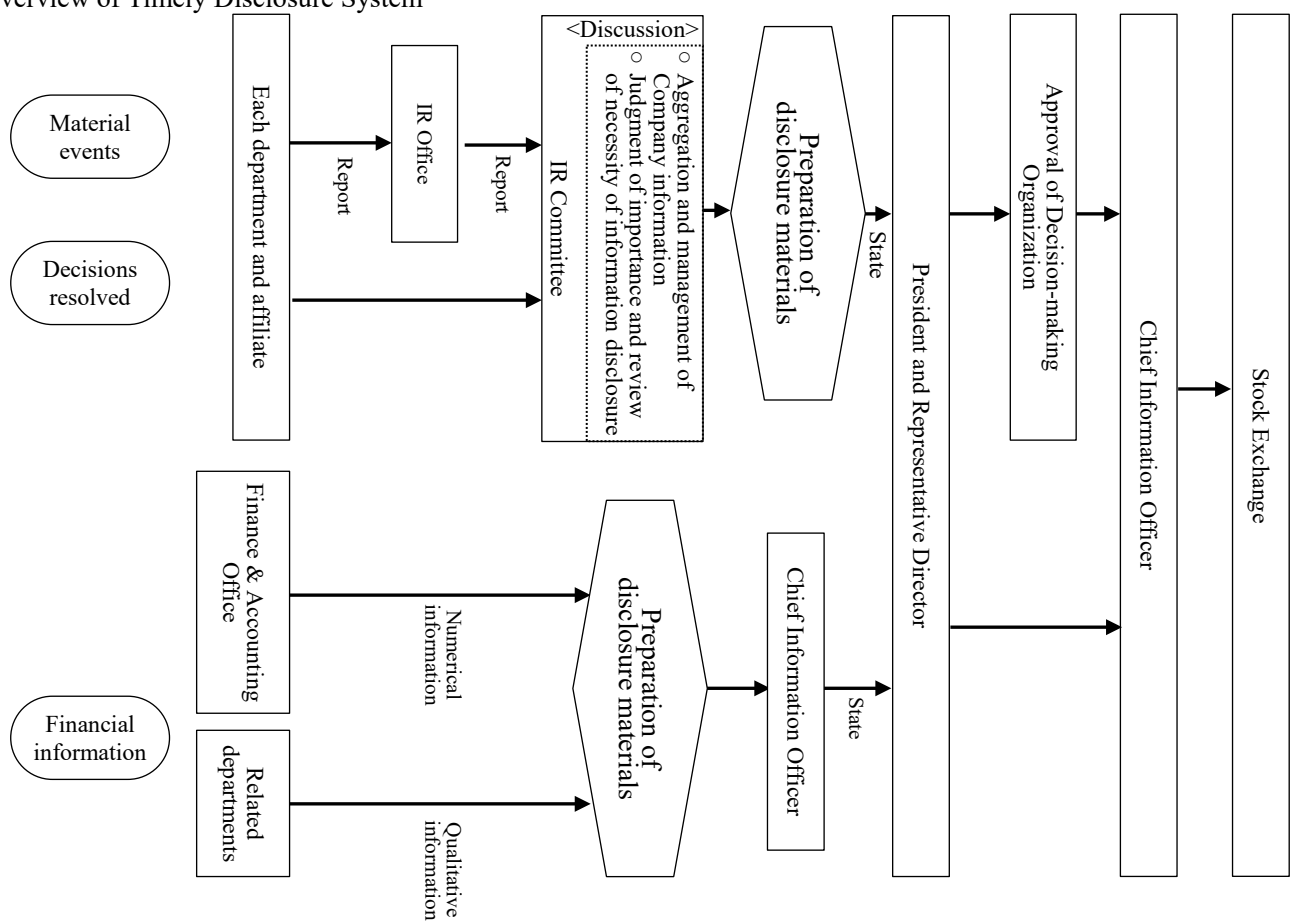 verview of Timely Disclosure System
Material
events
Decisions
resolved
Financial
information
Each department and affiliate
Report
IR Office
Report
IR Committee
<Discussion>
○ Aggregation and management of
Company information
○ Judgment of importance and review
of necessity of information disclosure
Preparation of
disclosure materials
State
President and Representative Director
Approval of Decision-making
Organization
Chief Information Officer
Stock Exchange
Finance & Accounting
Office
Numerical
information
Related
departments
Qualitative
information
Preparation of
disclosure materials
Chief Information Officer
State